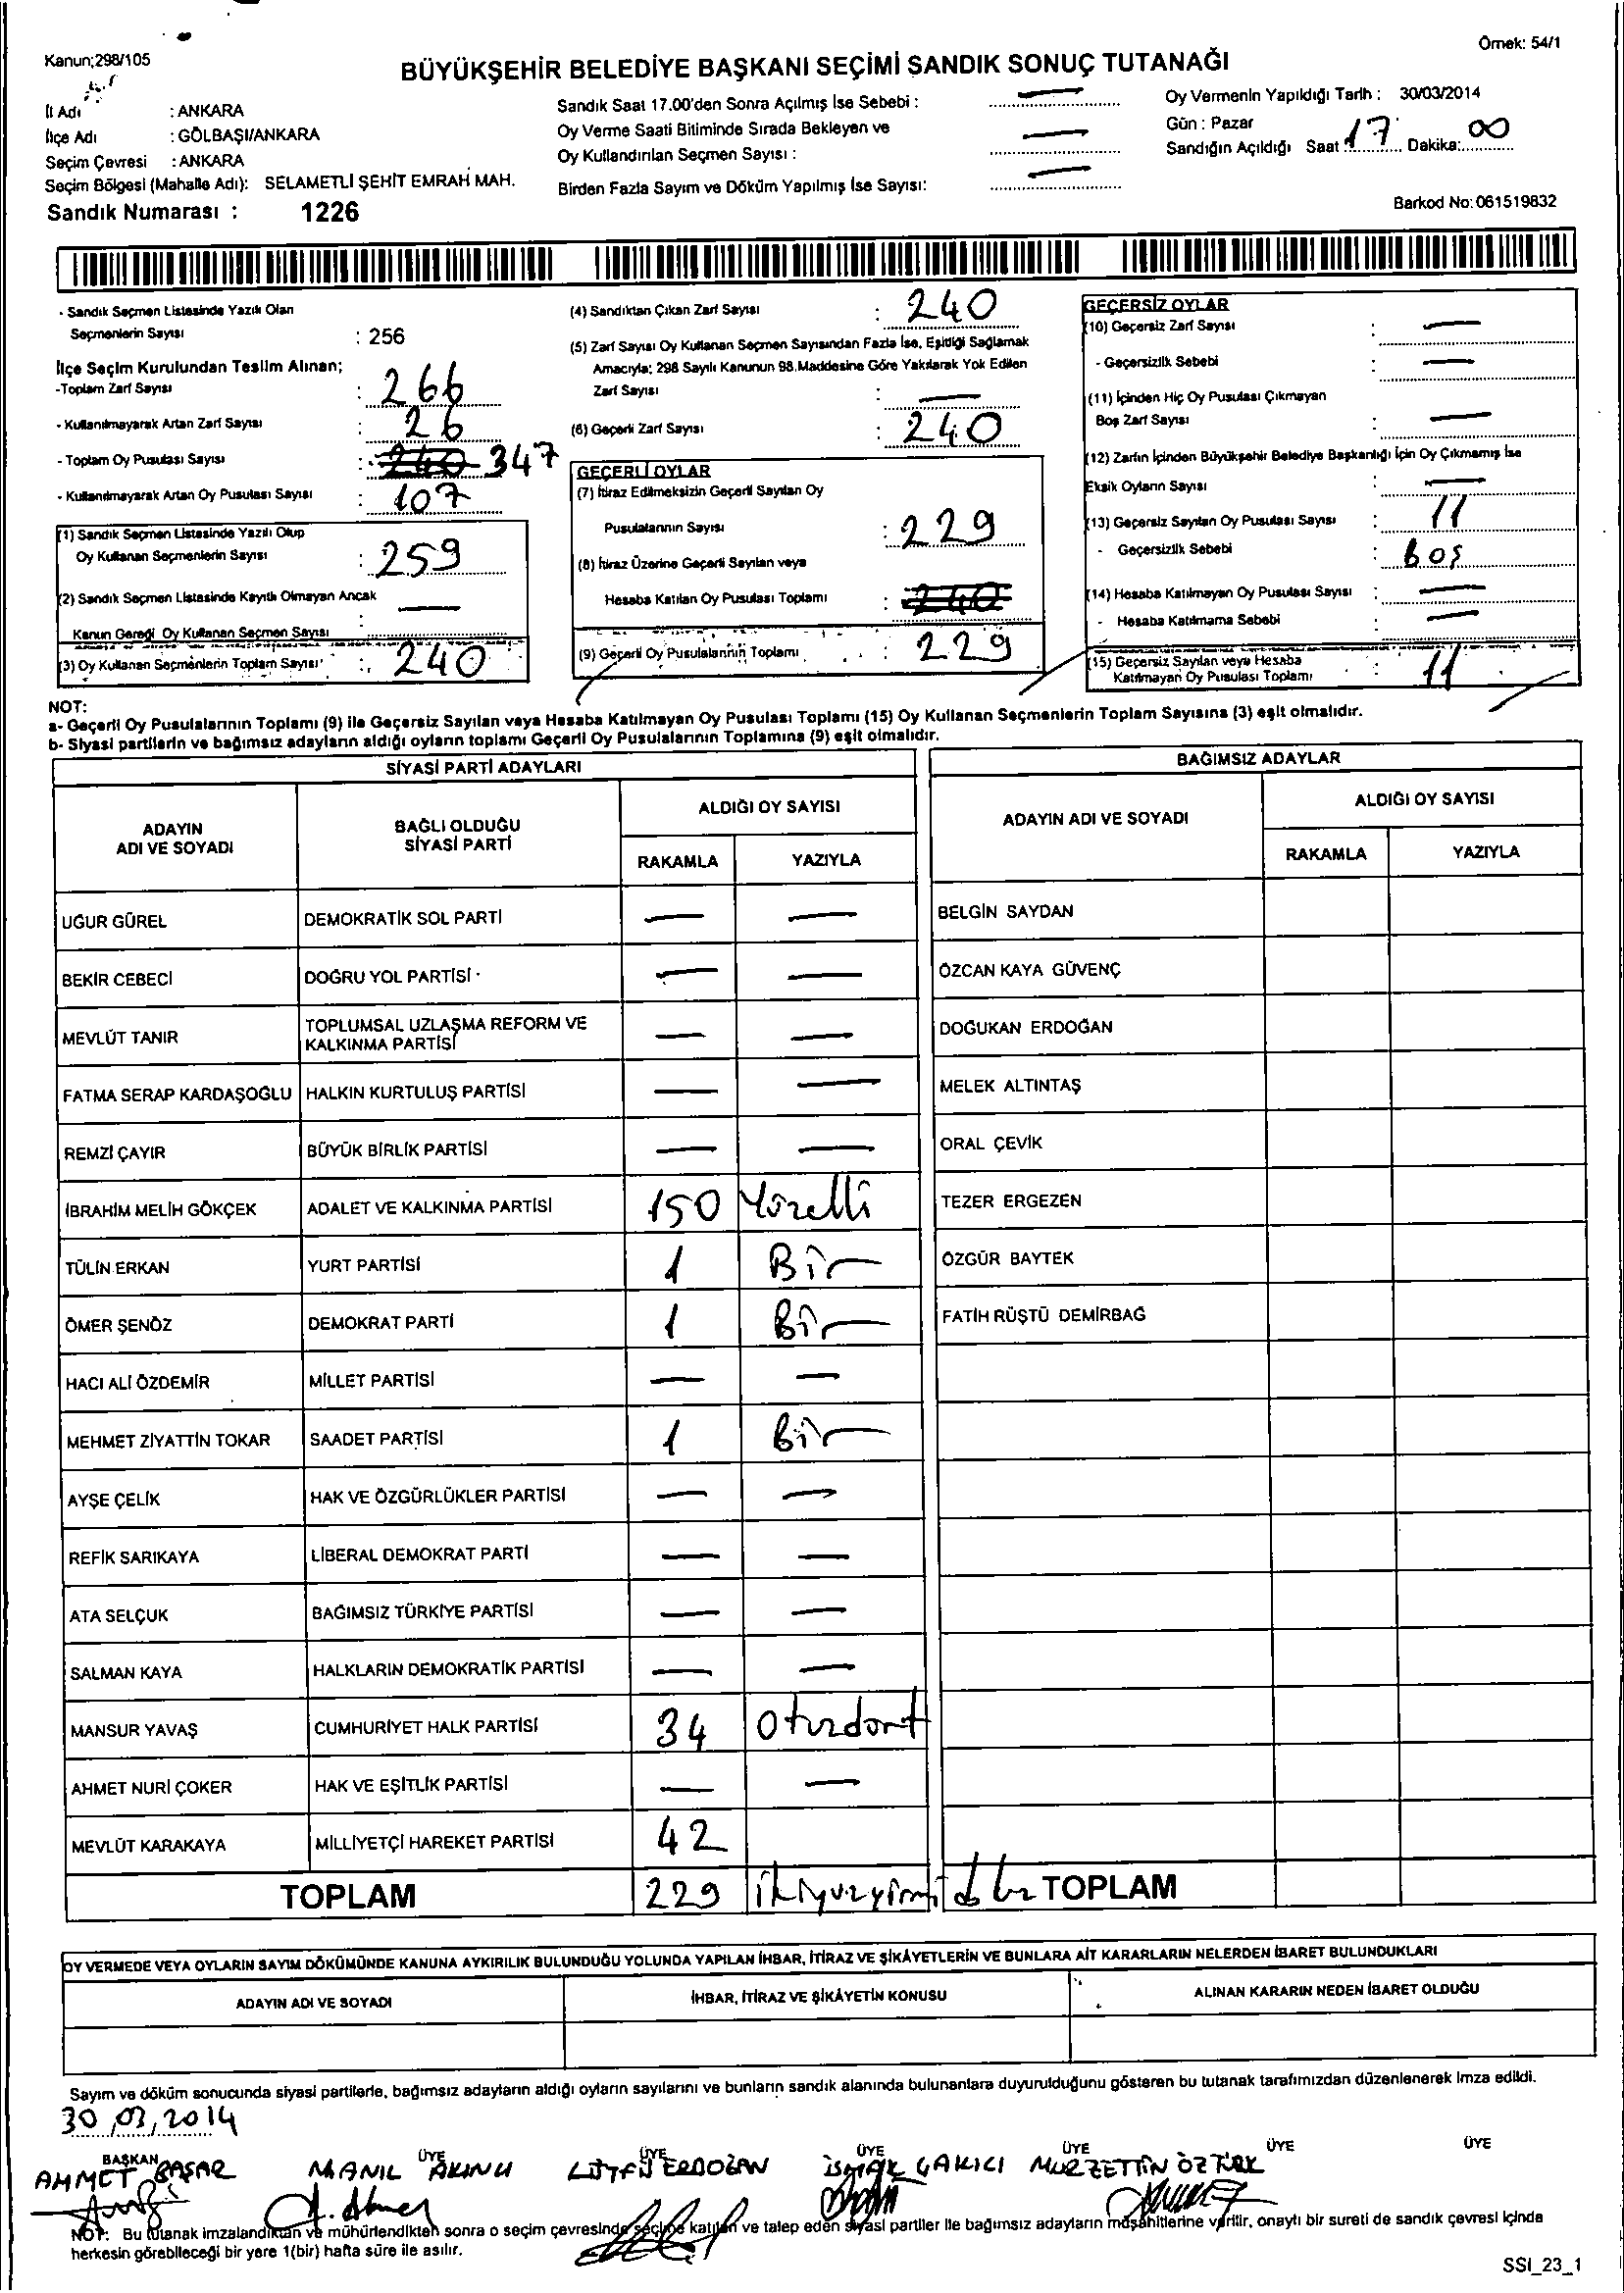 Kanun;298/105
Örnek: 54/1
BÜYÜKŞEHİR BELEDİYE BAŞKANI SEÇİMİ SANDIK SONUÇ TUTANAĞI
İl Adı : ANKARA
İlçe Adı : GÖLBAŞI/ANKARA
Seçim Çevresi : ANKARA
Seçim Bölgesi (Mahalle Adı): SELAMETLİ ŞEHİT EMRAH MAH.
Sandık Numarası : 1226
Sandık Saat 17.00'den Sonra Açılmış İse Sebebi : —
Oy Verme Saati Bitiminde Sırada Bekleyen ve
Oy Kullandırılan Seçmen Sayısı : —
Birden Fazla Sayım ve Döküm Yapılmış İse Sayısı: —
Oy Vermenin Yapıldığı Tarih : 30/03/2014
Gün : Pazar
Sandığın Açıldığı Saat 17 Dakika: 00
Barkod No: 061519832
- Sandık Seçmen Listesinde Yazılı Olan
Seçmenlerin Sayısı : 256
İlçe Seçim Kurulundan Teslim Alınan;
-Toplam Zarf Sayısı : 266
- Kullanılmayarak Artan Zarf Sayısı : 26
- Toplam Oy Pusulası Sayısı : 240 347
- Kullanılmayarak Artan Oy Pusulası Sayısı : 107
(1) Sandık Seçmen Listesinde Yazılı Olup
Oy Kullanan Seçmenlerin Sayısı : 259
(2) Sandık Seçmen Listesinde Kayıtlı Olmayan Ancak
Kanun Gereği Oy Kullanan Seçmen Sayısı : —
(3) Oy Kullanan Seçmenlerin Toplam Sayısı : 240
(4) Sandıktan Çıkan Zarf Sayısı : 240
(5) Zarf Sayısı Oy Kullanan Seçmen Sayısından Fazla İse, Eşitliği Sağlamak
Amacıyla; 298 Sayılı Kanunun 98.Maddesine Göre Yakılarak Yok Edilen
Zarf Sayısı : —
(6) Geçerli Zarf Sayısı : 240
GEÇERLİ OYLAR
(7) İtiraz Edilmeksizin Geçerli Sayılan Oy
Pusulalarının Sayısı : 229
(8) İtiraz Üzerine Geçerli Sayılan veya
Hesaba Katılan Oy Pusulası Toplamı : 240
(9) Geçerli Oy Pusulalarının Toplamı : 229
GEÇERSİZ OYLAR
(10) Geçersiz Zarf Sayısı : —
- Geçersizlik Sebebi : —
(11) İçinden Hiç Oy Pusulası Çıkmayan
Boş Zarf Sayısı : —
(12) Zarfın İçinden Büyükşehir Belediye Başkanlığı İçin Oy Çıkmamış İse
Eksik Oyların Sayısı : —
(13) Geçersiz Sayılan Oy Pusulası Sayısı : 11
- Geçersizlik Sebebi : boş
(14) Hesaba Katılmayan Oy Pusulası Sayısı : —
- Hesaba Katılmama Sebebi : —
(15) Geçersiz Sayılan veya Hesaba
Katılmayan Oy Pusulası Toplamı : 11
NOT:
a- Geçerli Oy Pusulalarının Toplamı (9) ile Geçersiz Sayılan veya Hesaba Katılmayan Oy Pusulası Toplamı (15) Oy Kullanan Seçmenlerin Toplam Sayısına (3) eşit olmalıdır.
b- Siyasi partilerin ve bağımsız adayların aldığı oyların toplamı Geçerli Oy Pusulalarının Toplamına (9) eşit olmalıdır.
SİYASİ PARTİ ADAYLARI
ADAYIN ADI VE SOYADI BAĞLI OLDUĞU SİYASİ PARTİ ALDIĞI OY SAYISI
RAKAMLA YAZIYLA
UĞUR GÜREL DEMOKRATİK SOL PARTİ — —
BEKİR CEBECİ DOĞRU YOL PARTİSİ — —
MEVLÜT TANIR TOPLUMSAL UZLAŞMA REFORM VE KALKINMA PARTİSİ — —
FATMA SERAP KARDAŞOĞLU HALKIN KURTULUŞ PARTİSİ — —
REMZİ ÇAYIR BÜYÜK BİRLİK PARTİSİ — —
İBRAHİM MELİH GÖKÇEK ADALET VE KALKINMA PARTİSİ 150 Yüzelli
TÜLİN ERKAN YURT PARTİSİ 1 Bir
ÖMER ŞENÖZ DEMOKRAT PARTİ 1 Bir
HACI ALİ ÖZDEMİR MİLLET PARTİSİ — —
MEHMET ZİYATTİN TOKAR SAADET PARTİSİ 1 Bir
AYŞE ÇELİK HAK VE ÖZGÜRLÜKLER PARTİSİ — —
REFİK SARIKAYA LİBERAL DEMOKRAT PARTİ — —
ATA SELÇUK BAĞIMSIZ TÜRKİYE PARTİSİ — —
SALMAN KAYA HALKLARIN DEMOKRATİK PARTİSİ — —
MANSUR YAVAŞ CUMHURİYET HALK PARTİSİ 34 Otuzdört
AHMET NURİ ÇOKER HAK VE EŞİTLİK PARTİSİ — —
MEVLÜT KARAKAYA MİLLİYETÇİ HAREKET PARTİSİ 42
TOPLAM 229
BAĞIMSIZ ADAYLAR
ADAYIN ADI VE SOYADI ALDIĞI OY SAYISI
RAKAMLA YAZIYLA
BELGİN SAYDAN
ÖZCAN KAYA GÜVENÇ
DOĞUKAN ERDOĞAN
MELEK ALTINTAŞ
ORAL ÇEVİK
TEZER ERGEZEN
ÖZGÜR BAYTEK
FATİH RÜŞTÜ DEMİRBAĞ
TOPLAM
OY VERMEDE VEYA OYLARIN SAYIM DÖKÜMÜNDE KANUNA AYKIRILIK BULUNDUĞU YOLUNDA YAPILAN İHBAR, İTİRAZ VE ŞİKÂYETLERİN VE BUNLARA AİT KARARLARIN NELERDEN İBARET BULUNDUKLARI
ADAYIN ADI VE SOYADI İHBAR, İTİRAZ VE ŞİKÂYETİN KONUSU ALINAN KARARIN NEDEN İBARET OLDUĞU
Sayım ve döküm sonucunda siyasi partilerle, bağımsız adayların aldığı oyların sayılarını ve bunların sandık alanında bulunanlara duyurulduğunu gösteren bu tutanak tarafımızdan düzenlenerek imza edildi.
30,03,2014
BAŞKAN ÜYE ÜYE ÜYE ÜYE ÜYE ÜYE
AHMET BAŞAR MANIL AKINCI LÜTFÜ ERDOĞAN İSHAK ÇAKICI MURZETTİN ÖZTÜRK
NOT: Bu tutanak imzalandıktan ve mühürlendikten sonra o seçim çevresinde seçime katılan ve talep eden siyasi partiler ile bağımsız adayların müşahitlerine verilir, onaylı bir sureti de sandık çevresi içinde
herkesin görebileceği bir yere 1(bir) hafta süre ile asılır.
SSI_23_1